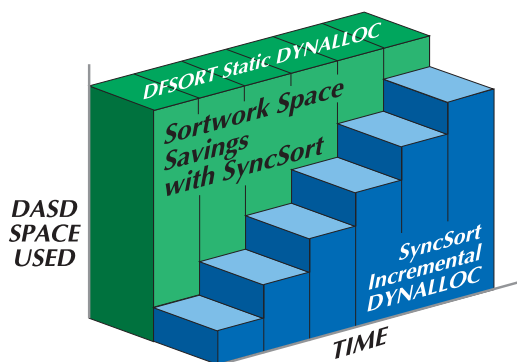 DFSORT Static DYNALLOC
Sortwork Space
Savings
with SyncSort
DASD
SPACE
USED
SyncSort
Incremental
DYNALLOC
TIME